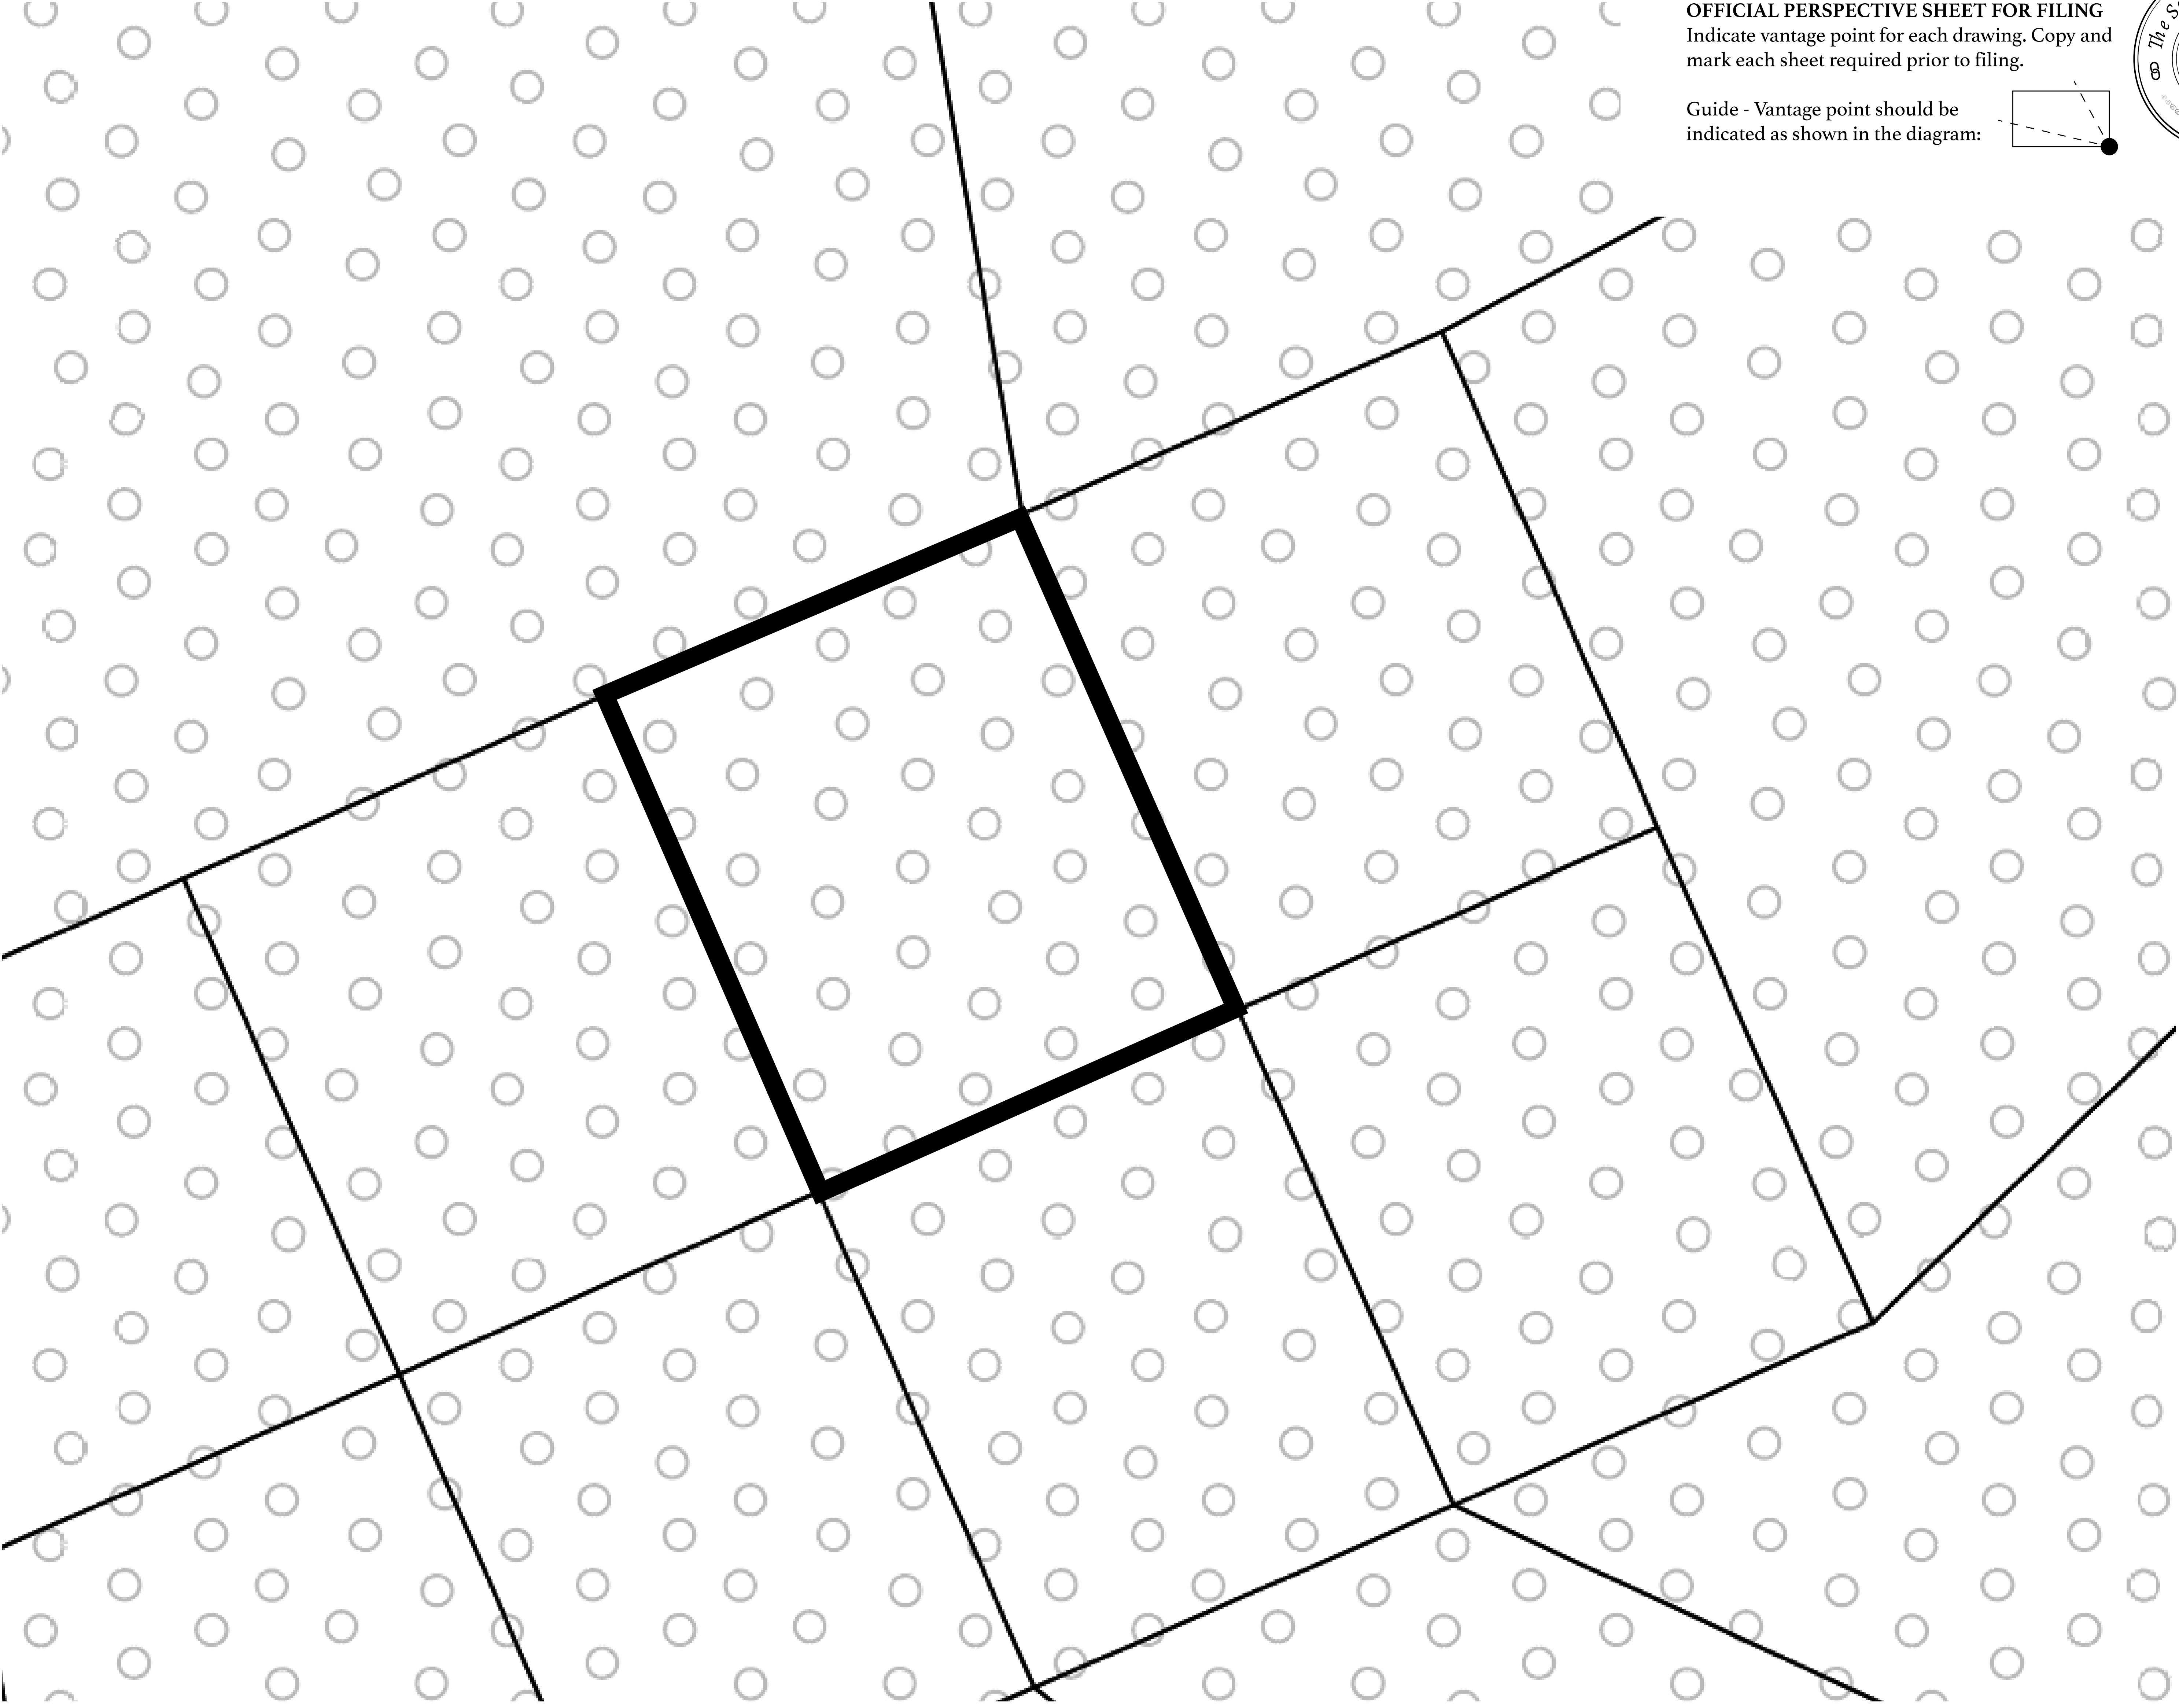 OFFICIAL PERSPECTIVE SHEET FOR FILING
Indicate vantage point for each drawing. Copy and
mark each sheet required prior to filing.
Guide - Vantage point should be
indicated as shown in the diagram:
The